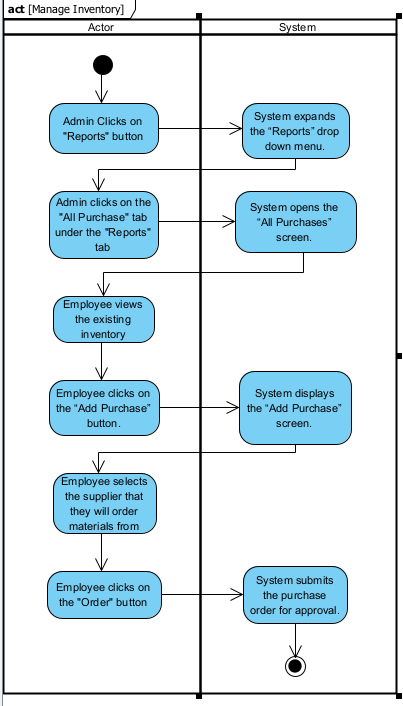 act [Manage Inventory]
Actor
System
Admin Clicks on
"Reports" button
System expands
the “Reports” drop
down menu.
Admin clicks on the
"All Purchase" tab
under the "Reports"
tab
System opens the
“All Purchases”
screen.
Employee views
the existing
inventory
Employee clicks on
the “Add Purchase”
button.
System displays
the “Add Purchase”
screen.
Employee selects
the supplier that
they will order
materials from
Employee clicks on
the "Order" button
System submits
the purchase
order for approval.